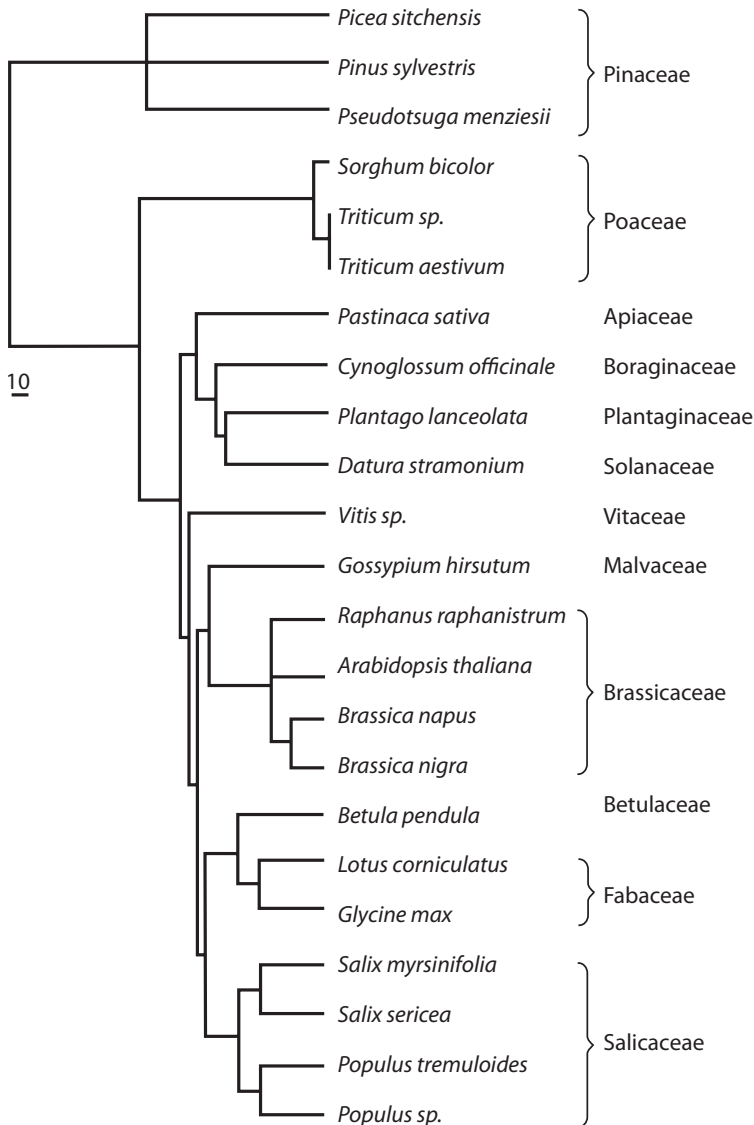 Picea sitchensis
Pinus sylvestris
Pinaceae
Pseudotsuga menziesii
Sorghum bicolor
Triticum sp.
Poaceae
Triticum aestivum
Pastinaca sativa Apiaceae
Cynoglossum officinale Boraginaceae
10
Plantago lanceolata Plantaginaceae
Datura stramonium Solanaceae
Vitis sp. Vitaceae
Gossypium hirsutum Malvaceae
Raphanus raphanistrum
Arabidopsis thaliana
Brassicaceae
Brassica napus
Brassica nigra
Betulaceae
Betula pendula
Lotus corniculatus
Fabaceae
Glycine max
Salix myrsinifolia
Salix sericea
Salicaceae
Populus tremuloides
Populus sp.